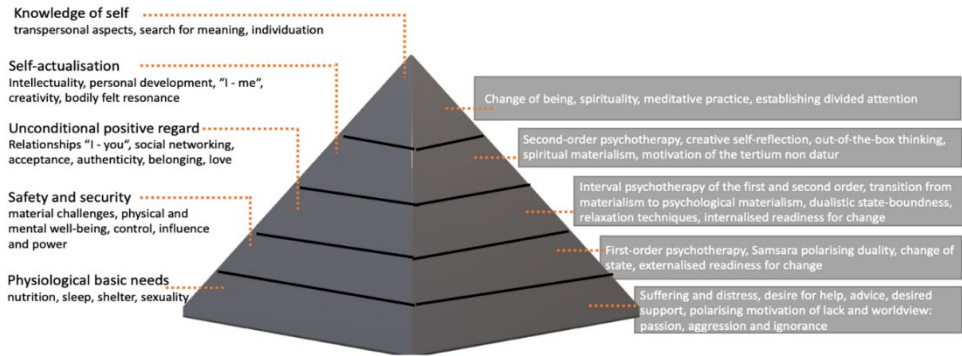 Knowledge of self
transpersonal aspects, search for meaning, individuation
Self-actualisation
Intellectuality, personal development, “I - me“,
creativity, bodily felt resonance
Unconditional positive regard
Relationships “I - you“, social networking,
acceptance, authenticity, belonging, love
Safety and security
material challenges, physical and
mental well-being, control, influence
and power
Physiological basic needs
nutrition, sleep, shelter, sexuality
Change of being, spirituality, meditative practice, establishing divided attention
Second-order psychotherapy, creative self-reflection, out-of-the-box thinking,
spiritual materialism, motivation of the tertium non datur
Interval psychotherapy of the first and second order, transition from
materialism to psychological materialism, dualistic state-boundness,
relaxation techniques, internalised readiness for change
First-order psychotherapy, Samsara polarising duality, change of
state, externalised readiness for change
Suffering and distress, desire for help, advice, desired
support, polarising motivation of lack and worldview:
passion, aggression and ignorance